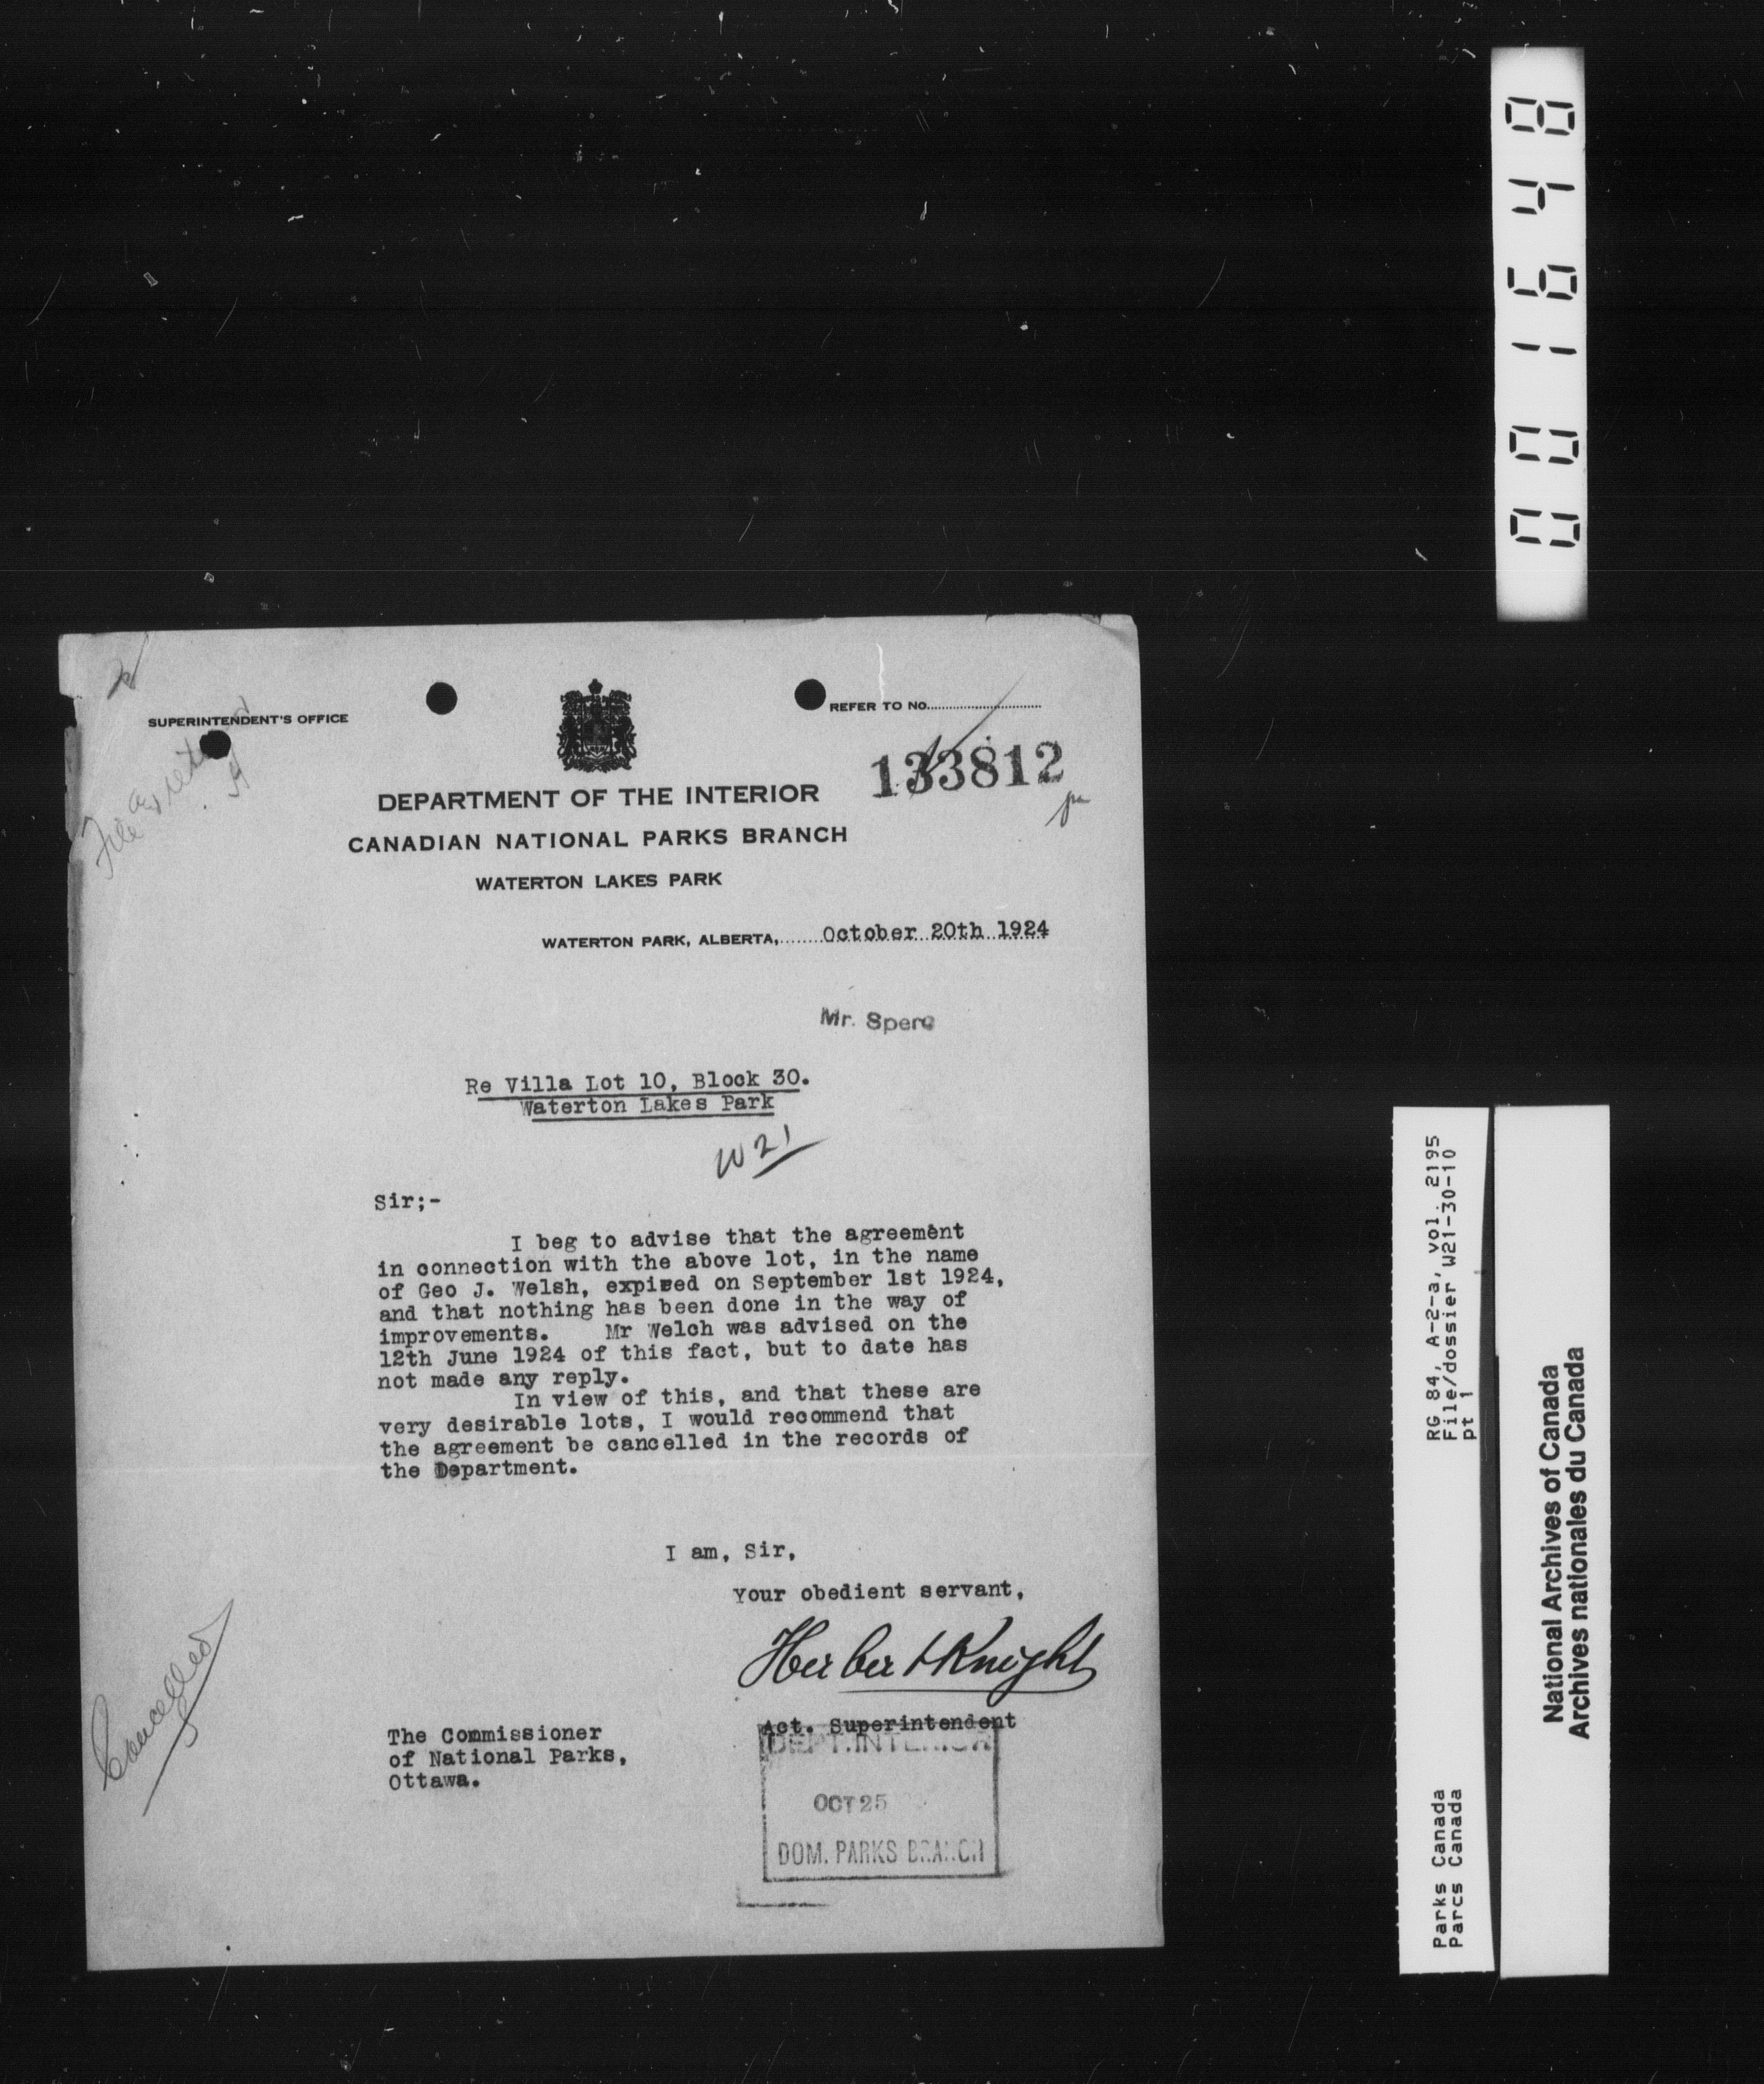 SUPERINTENDENT'S OFFICE
REFER TO NO.
133812
DEPARTMENT OF THE INTERIOR
CANADIAN NATIONAL PARKS BRANCH
WATERTON LAKES PARK
WATERTON PARK, ALBERTA, October 20th 1924
Mr. Spero
Re Villa Lot 10, Block 30.
Waterton Lakes Park
W21
Sir;-
I beg to advise that the agreement
in connection with the above lot, in the name
of Geo J. Welsh, expired on September 1st 1924,
and that nothing has been done in the way of
improvements. Mr Welch was advised on the
12th June 1924 of this fact, but to date has
not made any reply.
In view of this, and that these are
very desirable lots, I would recommend that
the agreement be cancelled in the records of
the Department.
I am, Sir,
Your obedient servant,
Herbert Knight
Act. Superintendent
The Commissioner
of National Parks,
Ottawa.
DEPT. INTERIOR
OCT 25
DOM. PARKS BRANCH
Cancelled
File
001648
RG 84, A-2-a, vol. 2195
File/dossier W21-30-10
pt 1
Parks Canada
Parcs Canada
National Archives of Canada
Archives nationales du Canada